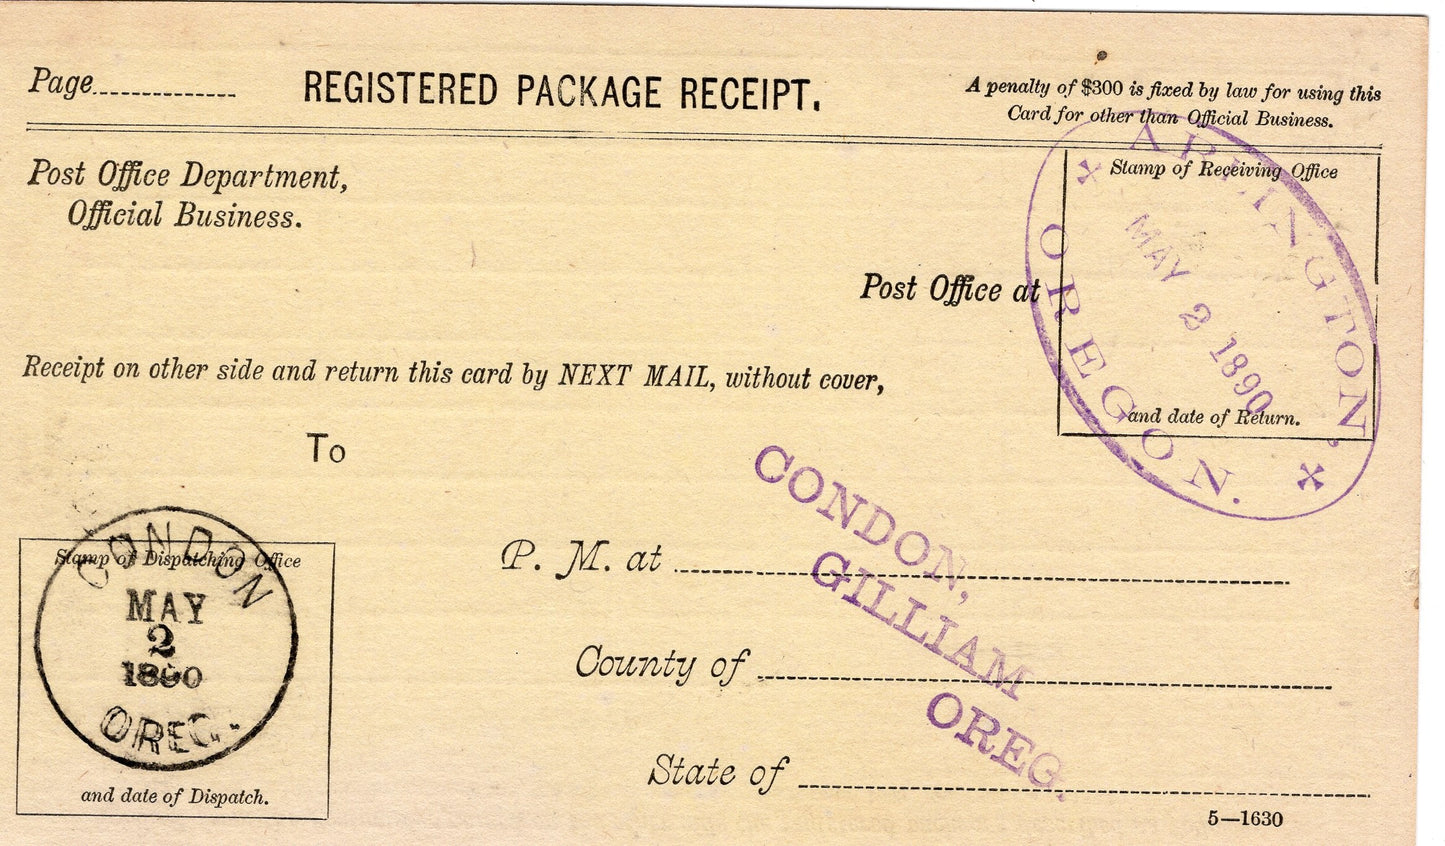 Page
REGISTERED PACKAGE RECEIPT.
A penalty of $300 is fixed by law for using this
Card for other than Official Business.
Post Office Department,
Official Business.
Stamp of Receiving Office
ARLINGTON,
MAY 2 1890
OREGON.
and date of Return.
Post Office at
Receipt on other side and return this card by NEXT MAIL, without cover,
To
Stamp of Dispatching Office
CONDON
MAY
2
1890
OREG.
and date of Dispatch.
P. M. at
County of
State of
CONDON,
GILLIAM
OREG.
5—1630